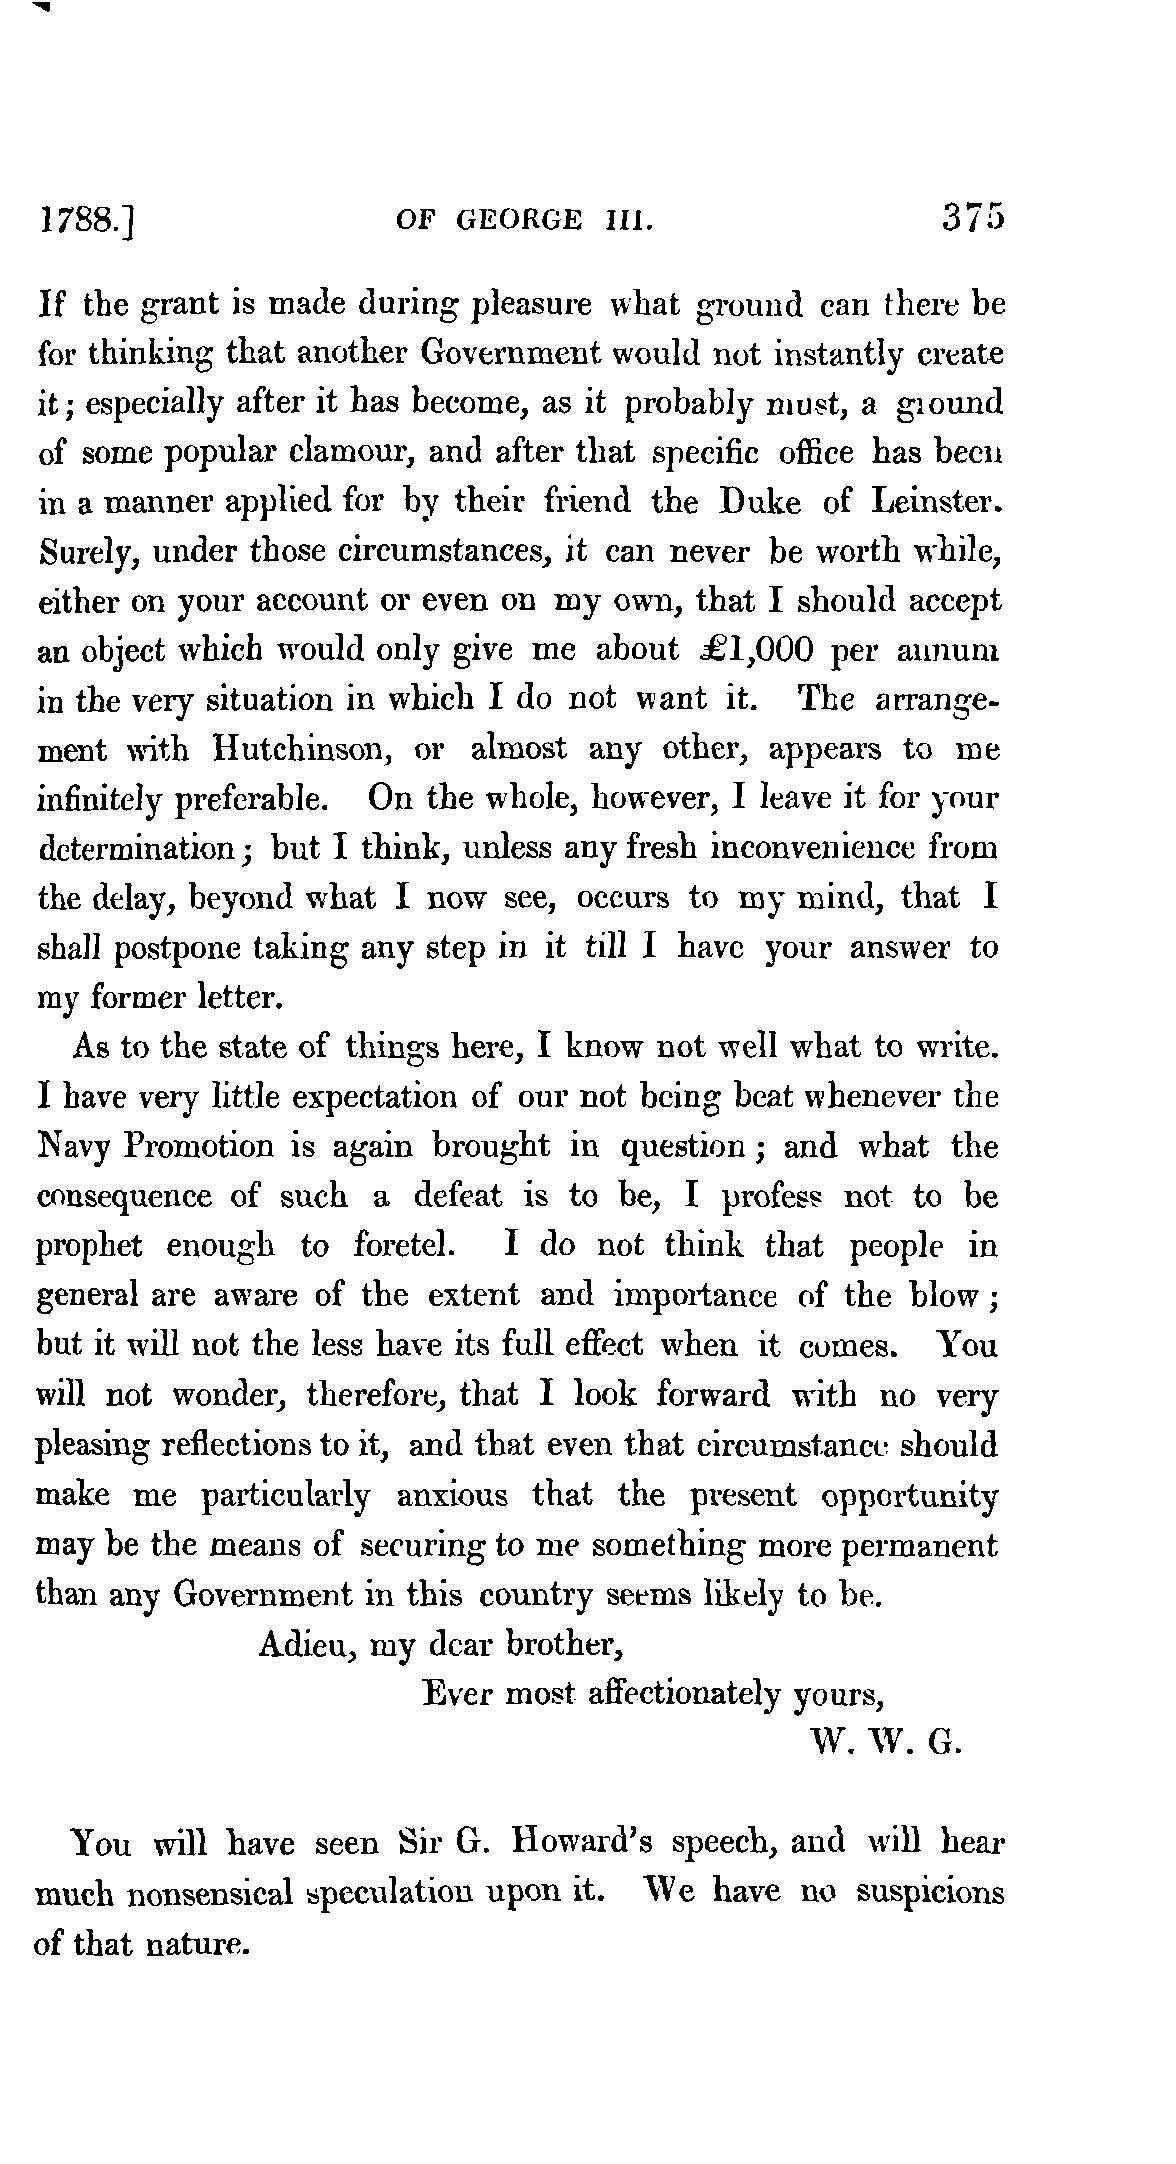 1788.] OF GEORGE III. 375
If the grant is made during pleasure what ground can there be
for thinking that another Government would not instantly create
it; especially after it has become, as it probably must, a ground
of some popular clamour, and after that specific office has been
in a manner applied for by their friend the Duke of Leinster.
Surely, under those circumstances, it can never be worth while,
either on your account or even on my own, that I should accept
an object which would only give me about £1,000 per annum
in the very situation in which I do not want it. The arrange-
ment with Hutchinson, or almost any other, appears to me
infinitely preferable. On the whole, however, I leave it for your
determination; but I think, unless any fresh inconvenience from
the delay, beyond what I now see, occurs to my mind, that I
shall postpone taking any step in it till I have your answer to
my former letter.
As to the state of things here, I know not well what to write.
I have very little expectation of our not being beat whenever the
Navy Promotion is again brought in question; and what the
consequence of such a defeat is to be, I profess not to be
prophet enough to foretel. I do not think that people in
general are aware of the extent and importance of the blow;
but it will not the less have its full effect when it comes. You
will not wonder, therefore, that I look forward with no very
pleasing reflections to it, and that even that circumstance should
make me particularly anxious that the present opportunity
may be the means of securing to me something more permanent
than any Government in this country seems likely to be.
Adieu, my dear brother,
Ever most affectionately yours,
W. W. G.
You will have seen Sir G. Howard's speech, and will hear
much nonsensical speculation upon it. We have no suspicions
of that nature.